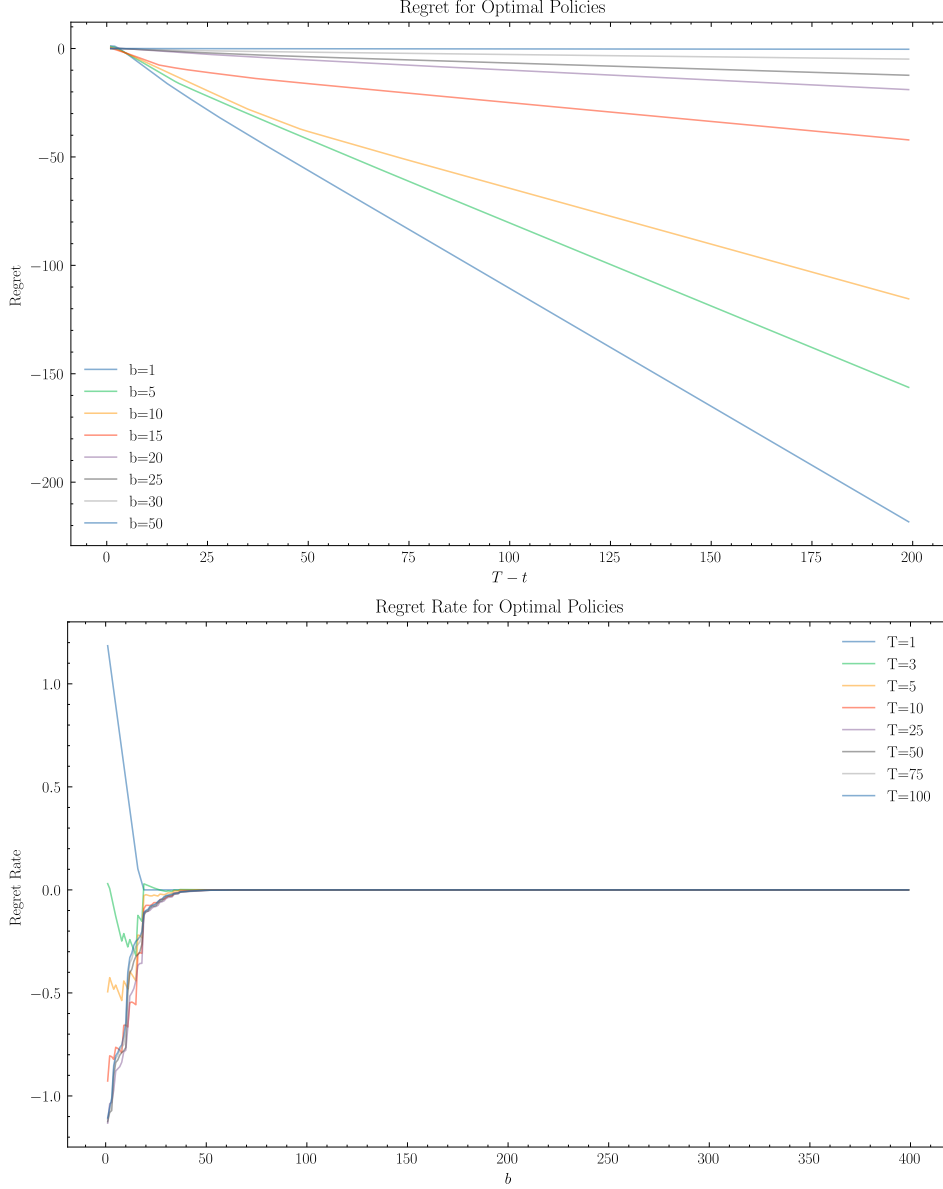 Regret for Optimal Policies
Regret
0
−50
−100
−150
−200
b=1
b=5
b=10
b=15
b=20
b=25
b=30
b=50
0 25 50 75 100 125 150 175 200
T − t
Regret Rate for Optimal Policies
Regret Rate
1.0
0.5
0.0
−0.5
−1.0
T=1
T=3
T=5
T=10
T=25
T=50
T=75
T=100
0 50 100 150 200 250 300 350 400
b